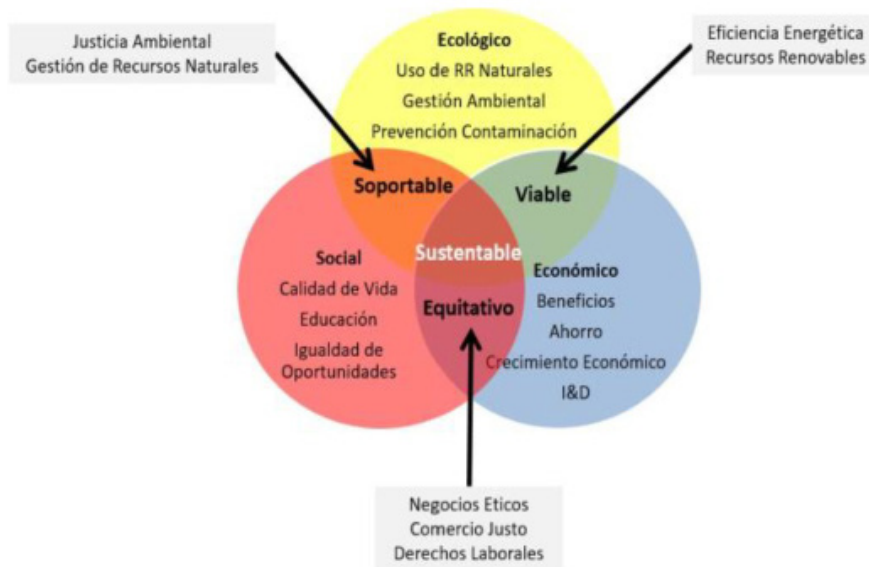 Justicia Ambiental
Gestión de Recursos Naturales
Eficiencia Energética
Recursos Renovables
Ecológico
Uso de RR Naturales
Gestión Ambiental
Prevención Contaminación
Soportable
Viable
Sustentable
Social
Calidad de Vida
Educación
Igualdad de
Oportunidades
Equitativo
Económico
Beneficios
Ahorro
Crecimiento Económico
I&D
Negocios Eticos
Comercio Justo
Derechos Laborales